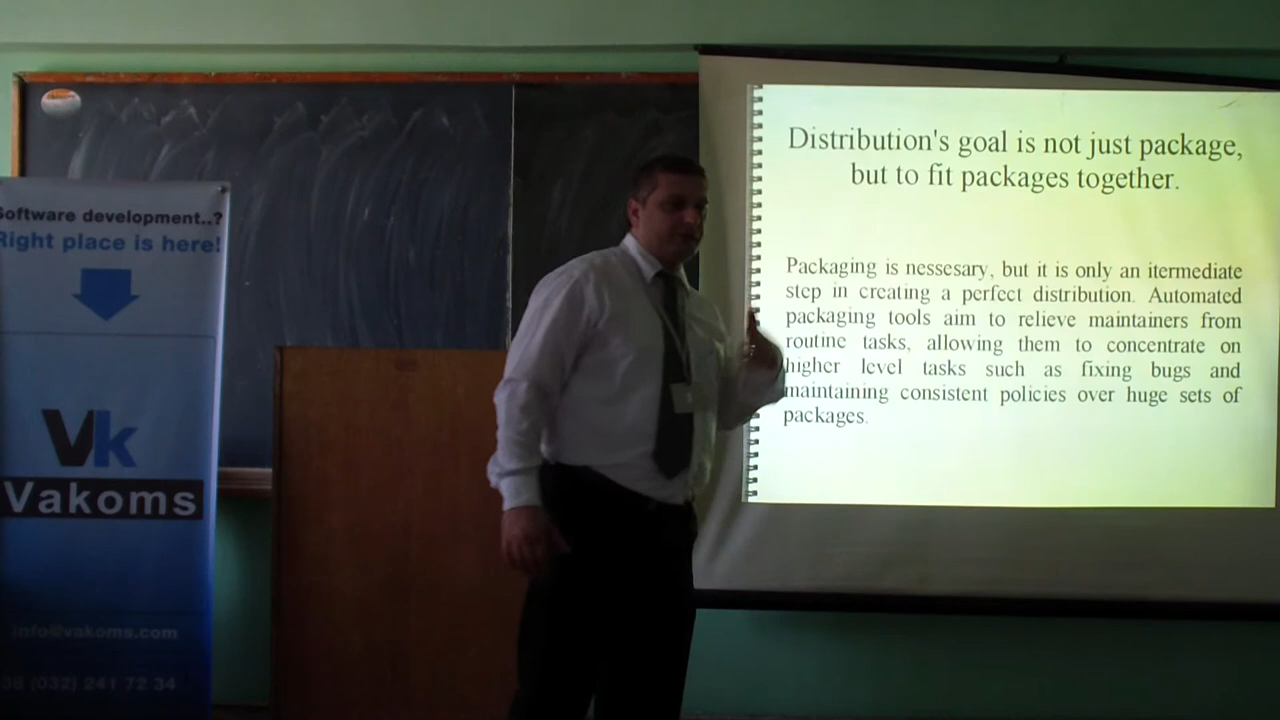 Software development..?
Right place is here!
Vk
Vakoms
info@vakoms.com
38 (032) 241 72 34
Distribution's goal is not just package,
but to fit packages together.
Packaging is nessesary, but it is only an itermediate
step in creating a perfect distribution. Automated
packaging tools aim to relieve maintainers from
routine tasks, allowing them to concentrate on
higher level tasks such as fixing bugs and
maintaining consistent policies over huge sets of
packages.